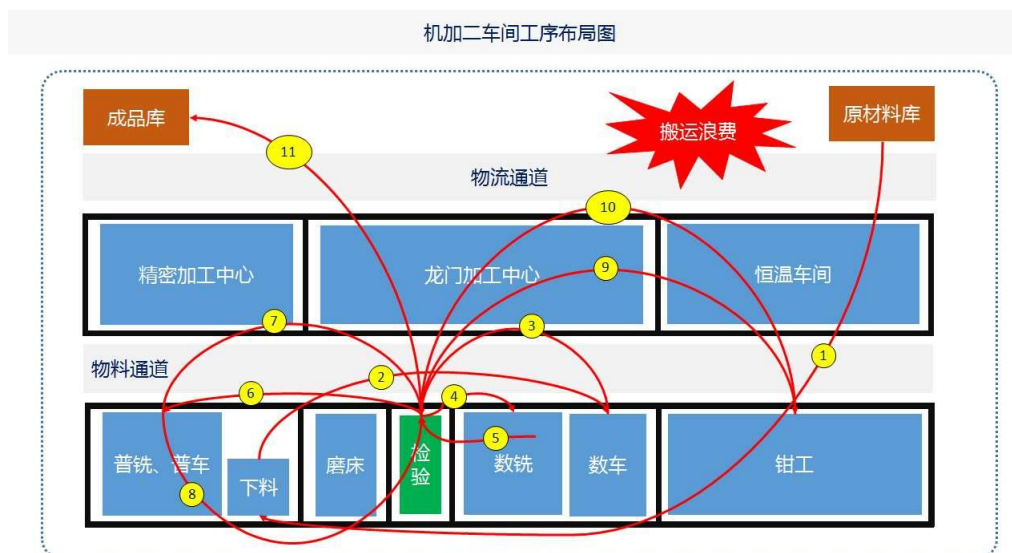 机加二车间工序布局图
成品库
搬运浪费
原材料库
11
物流通道
10
精密加工中心
龙门加工中心
恒温车间
9
7
3
1
物料通道
2
6
4
5
普铣、普车
下料
磨床
检
验
数铣
数车
钳工
8